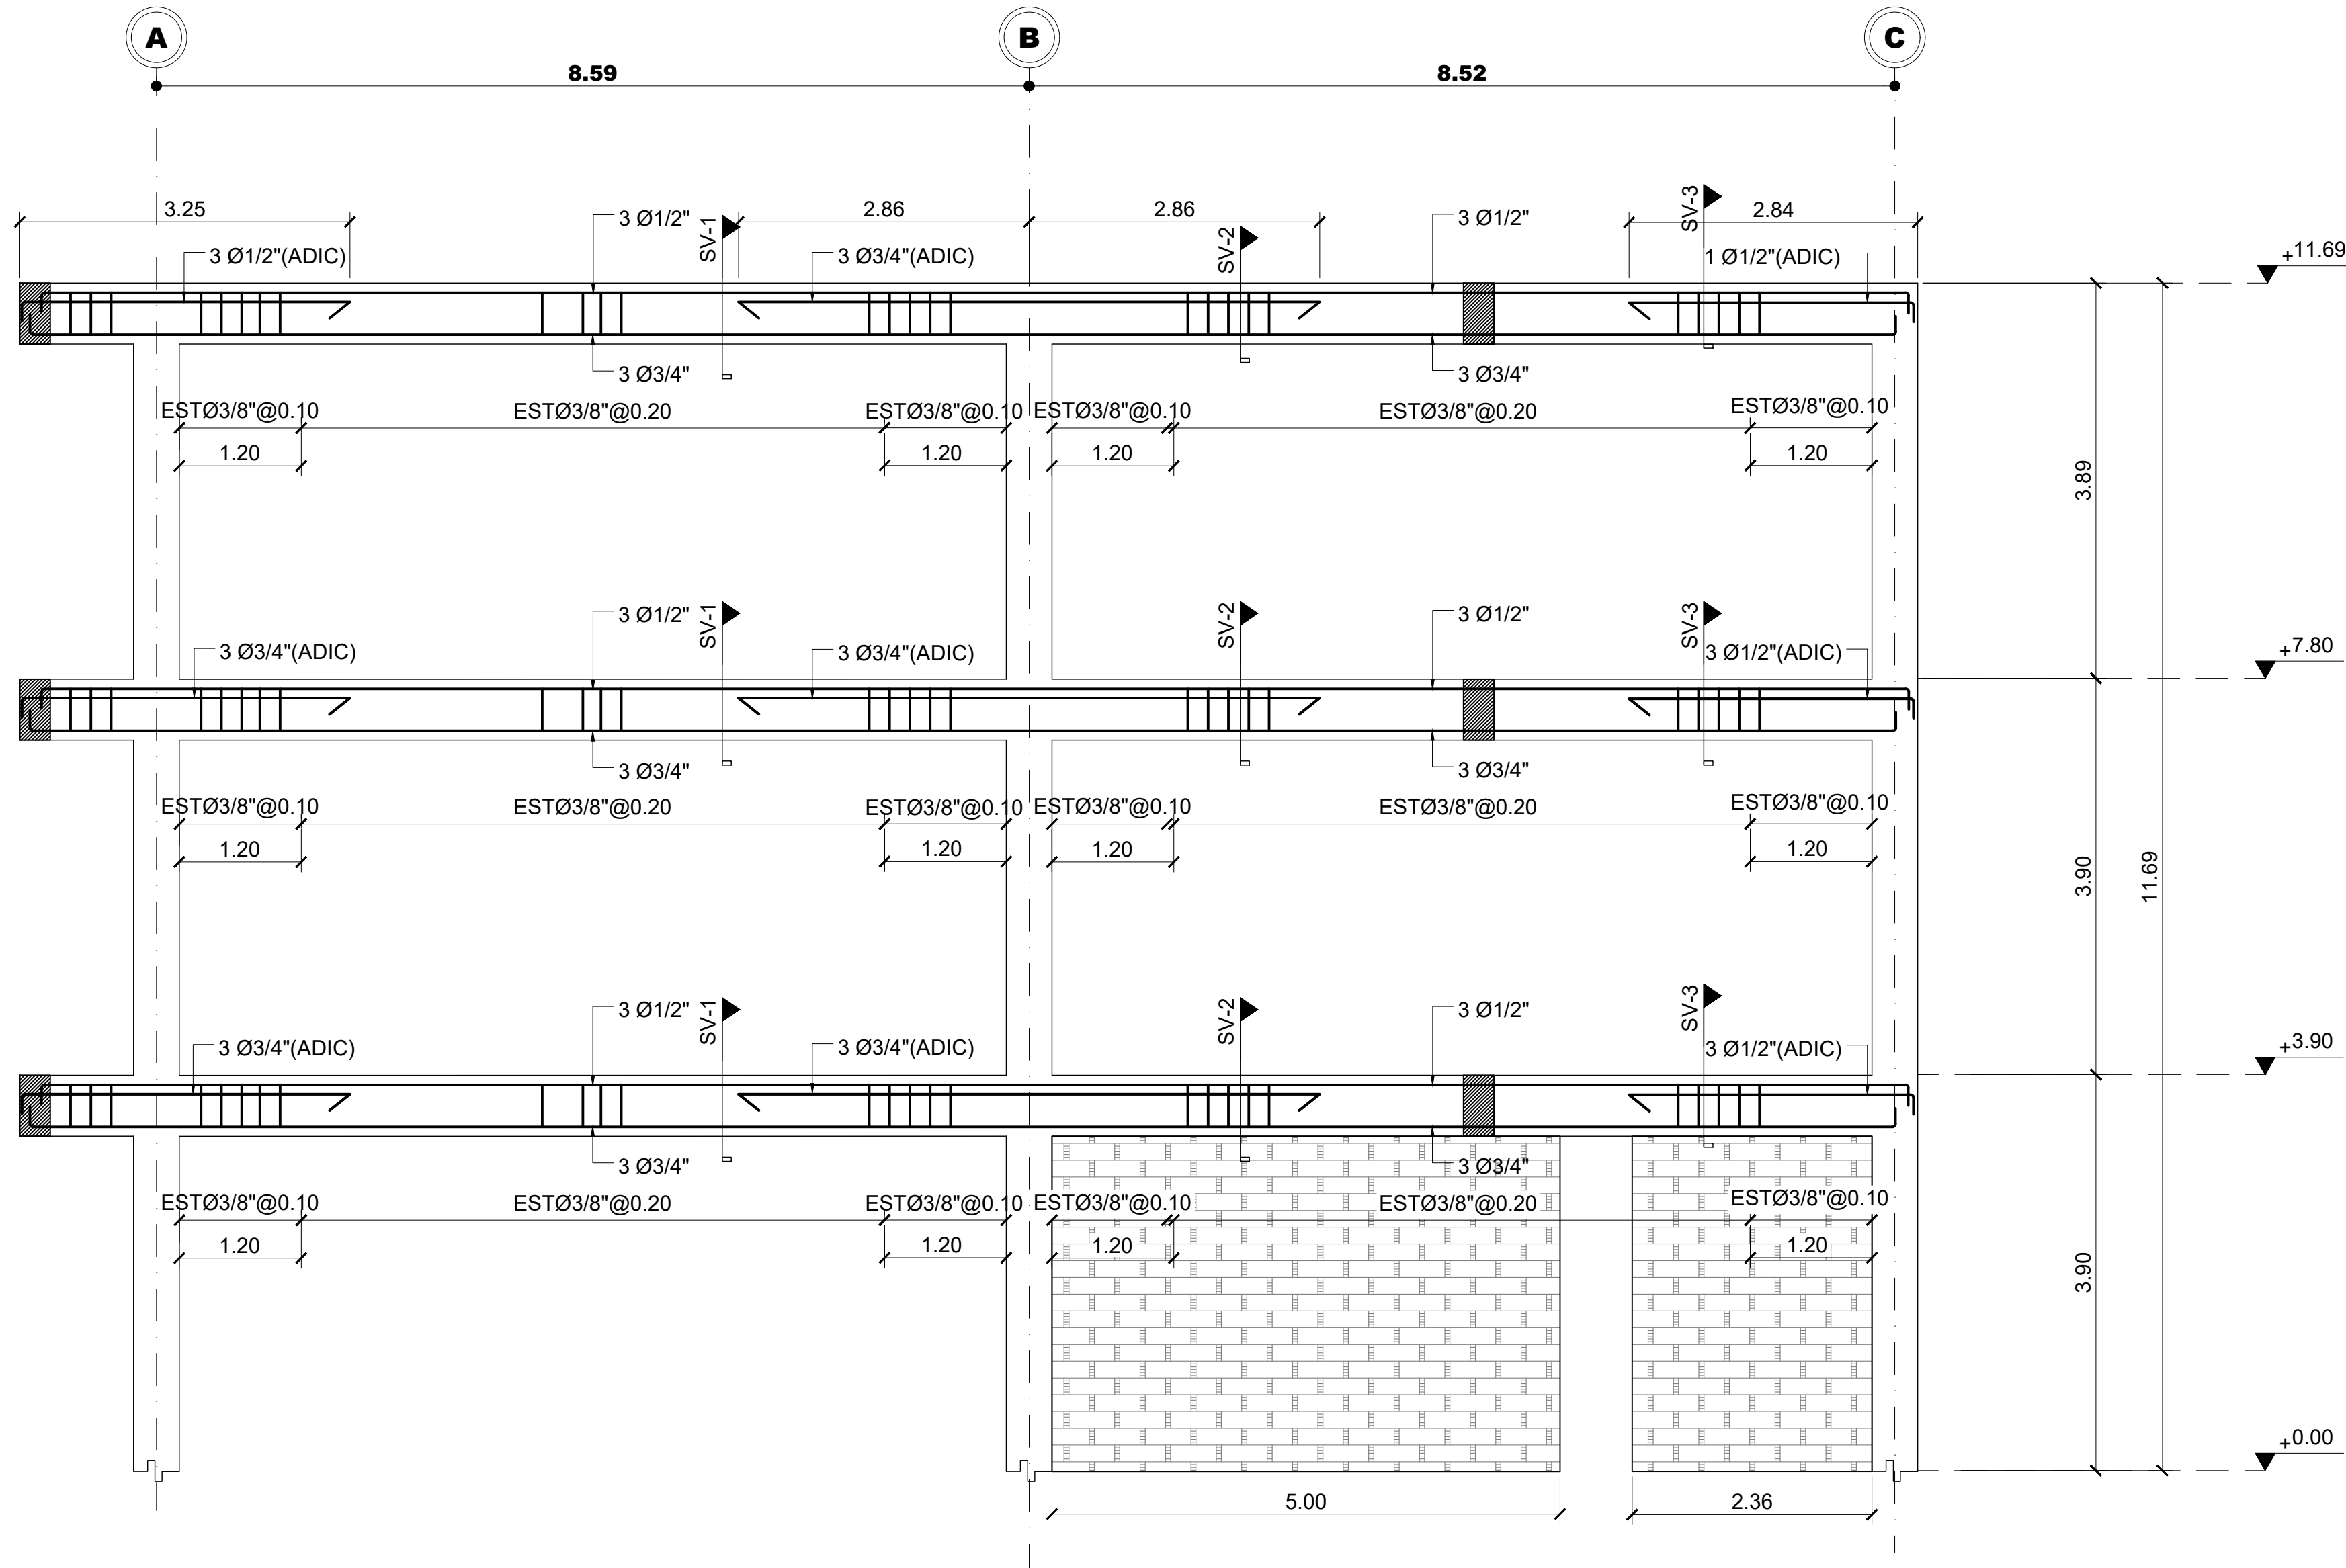 A
B
C
8.59
8.52
3.25
3 Ø1/2"
SV-1
2.86
2.86
SV-2
3 Ø1/2"
SV-3
2.84
3 Ø1/2"(ADIC)
3 Ø3/4"(ADIC)
1 Ø1/2"(ADIC)
+11.69
3 Ø3/4"
3 Ø3/4"
ESTØ3/8"@0.10
ESTØ3/8"@0.20
ESTØ3/8"@0.10
ESTØ3/8"@0.10
ESTØ3/8"@0.20
ESTØ3/8"@0.10
1.20
1.20
1.20
1.20
3.89
3 Ø1/2"
SV-1
SV-2
3 Ø1/2"
SV-3
3 Ø3/4"(ADIC)
3 Ø3/4"(ADIC)
3 Ø1/2"(ADIC)
+7.80
3 Ø3/4"
3 Ø3/4"
ESTØ3/8"@0.10
ESTØ3/8"@0.20
ESTØ3/8"@0.10
ESTØ3/8"@0.10
ESTØ3/8"@0.20
ESTØ3/8"@0.10
1.20
1.20
1.20
1.20
3.90
11.69
3 Ø1/2"
SV-1
SV-2
3 Ø1/2"
SV-3
3 Ø3/4"(ADIC)
3 Ø3/4"(ADIC)
3 Ø1/2"(ADIC)
+3.90
3 Ø3/4"
3 Ø3/4"
ESTØ3/8"@0.10
ESTØ3/8"@0.20
ESTØ3/8"@0.10
ESTØ3/8"@0.10
ESTØ3/8"@0.20
ESTØ3/8"@0.10
1.20
1.20
1.20
1.20
3.90
+0.00
5.00
2.36